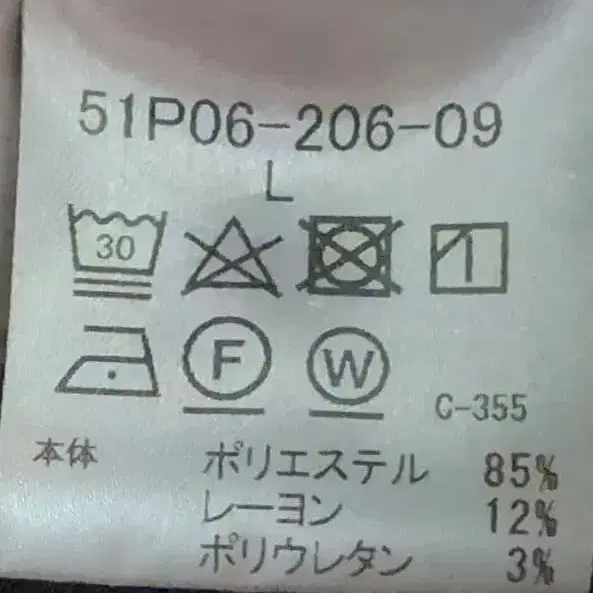 51P06-206-09
L
30
F W C-355
本体 ポリエステル 85%
レーヨン 12%
ポリウレタン 3%